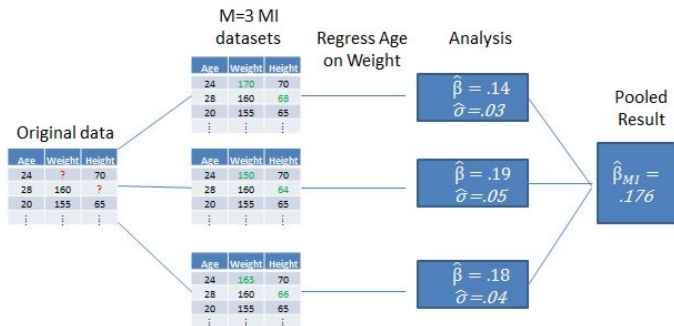 M=3 MI
datasets
Regress Age
on Weight
Analysis
Pooled
Result
Original data
Age Weight Height
24 ? 70
28 160 ?
20 155 65
⋮ ⋮ ⋮
Age Weight Height
24 170 70
28 160 68
20 155 65
⋮ ⋮ ⋮
Age Weight Height
24 150 70
28 160 64
20 155 65
⋮ ⋮ ⋮
Age Weight Height
24 165 70
28 160 66
20 155 65
⋮ ⋮ ⋮
β̂ = .14
σ̂=.03
β̂ = .19
σ̂=.05
β̂ = .18
σ̂=.04
β̂MI =
.176